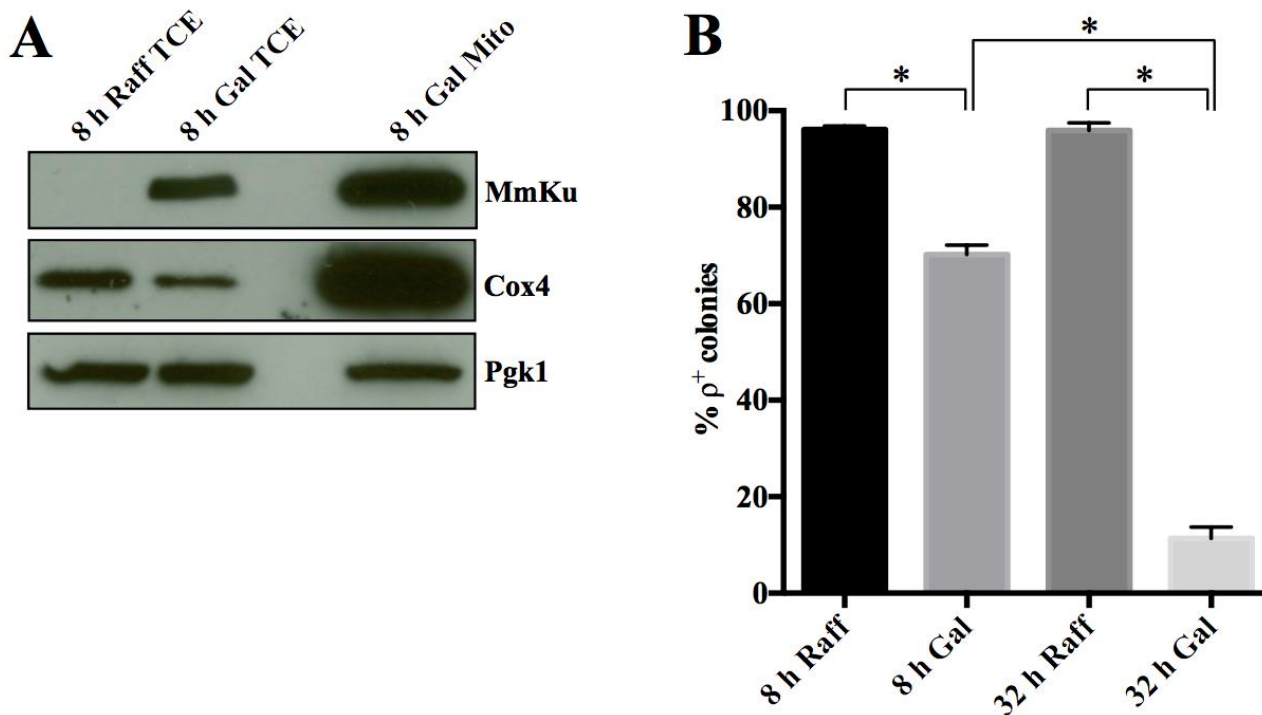 A
8 h Raff TCE
8 h Gal TCE
8 h Gal Mito
MmKu
Cox4
Pgk1
B
*
*
*
% ρ+ colonies
100
80
60
40
20
0
8 h Raff
8 h Gal
32 h Raff
32 h Gal